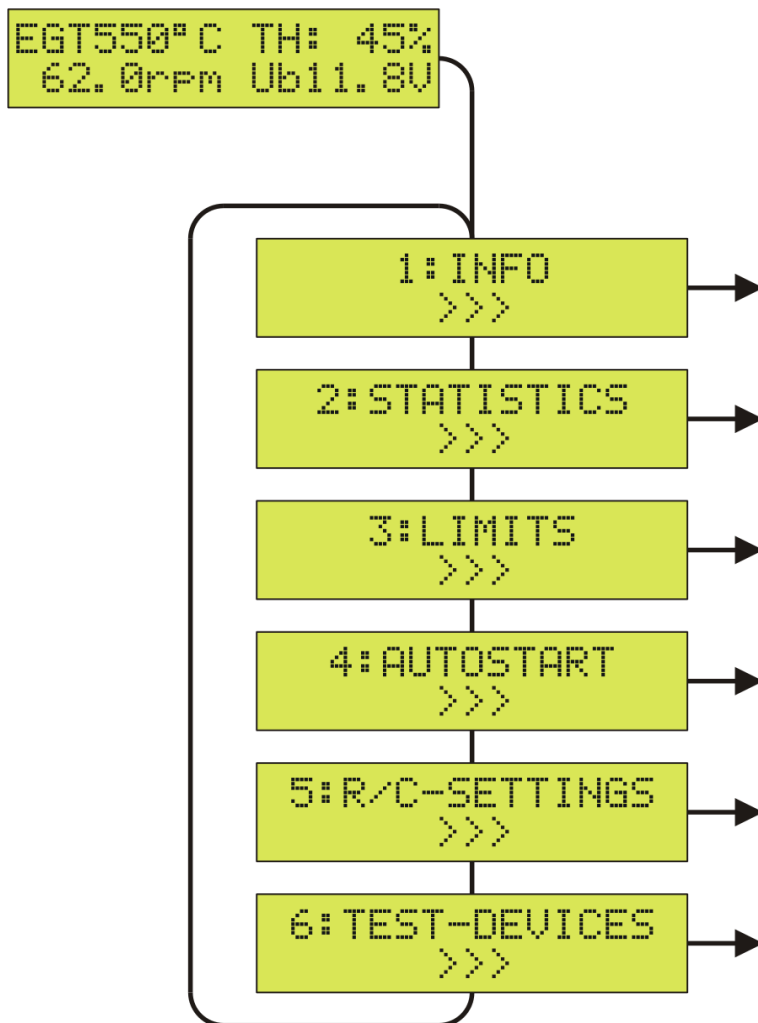 EGT550°C TH: 45%
62.0rpm Ub11.8V
1:INFO
>>>
2:STATISTICS
>>>
3:LIMITS
>>>
4:AUTOSTART
>>>
5:R/C-SETTINGS
>>>
6:TEST-DEVICES
>>>